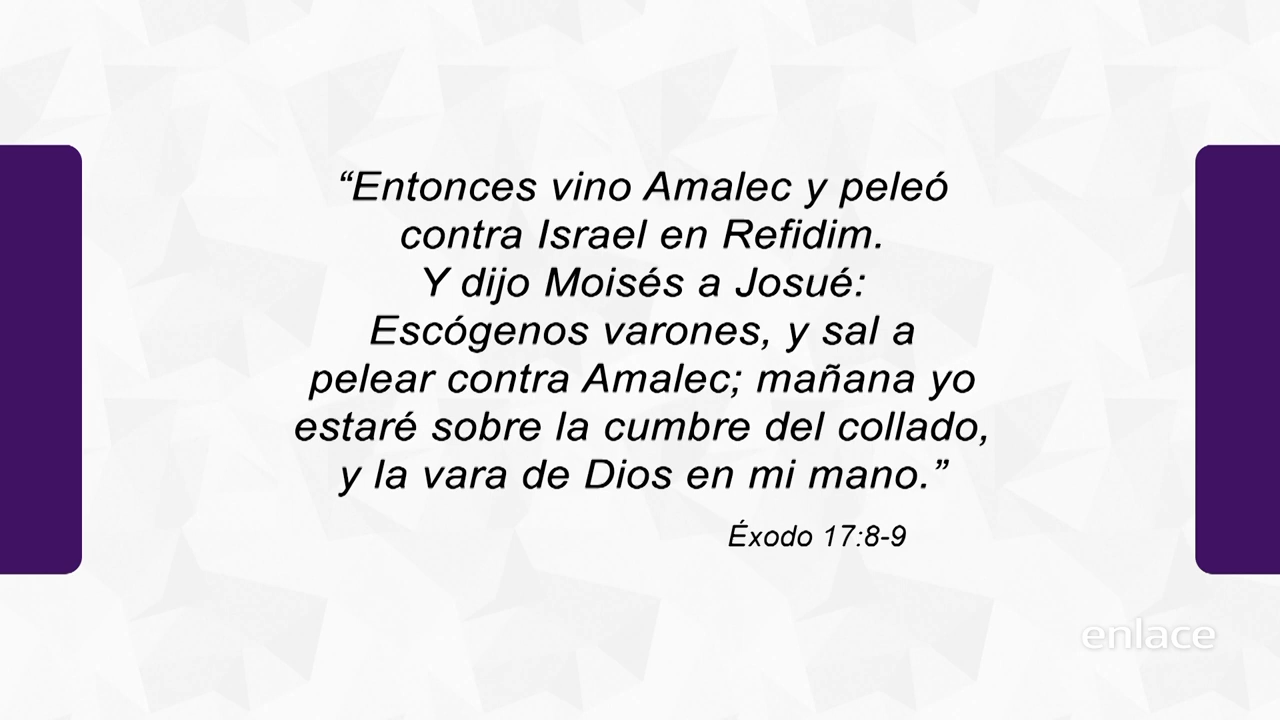 “Entonces vino Amalec y peleó
contra Israel en Refidim.
Y dijo Moisés a Josué:
Escógenos varones, y sal a
pelear contra Amalec; mañana yo
estaré sobre la cumbre del collado,
y la vara de Dios en mi mano.”
Éxodo 17:8-9
enlace